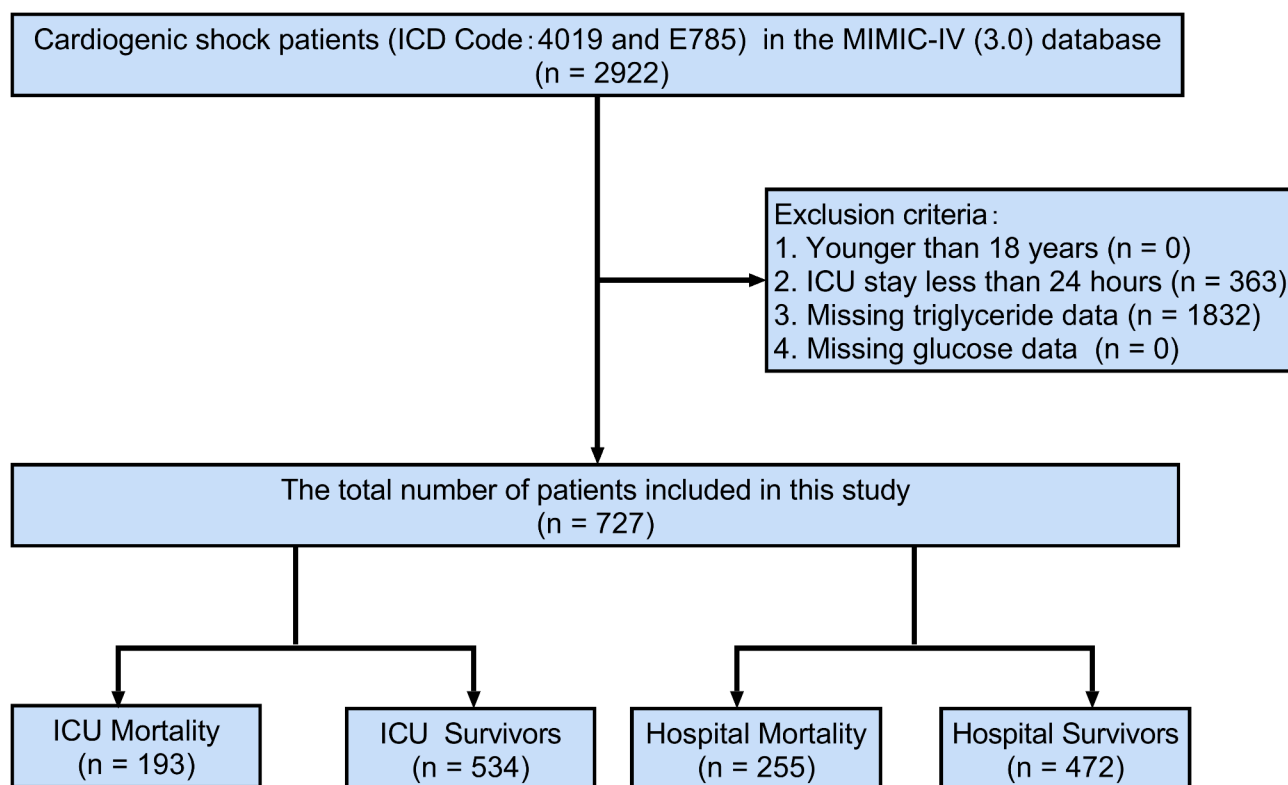 Cardiogenic shock patients (ICD Code:4019 and E785) in the MIMIC-IV (3.0) database
(n = 2922)
Exclusion criteria:
1. Younger than 18 years (n = 0)
2. ICU stay less than 24 hours (n = 363)
3. Missing triglyceride data (n = 1832)
4. Missing glucose data (n = 0)
The total number of patients included in this study
(n = 727)
ICU Mortality
(n = 193)
ICU Survivors
(n = 534)
Hospital Mortality
(n = 255)
Hospital Survivors
(n = 472)